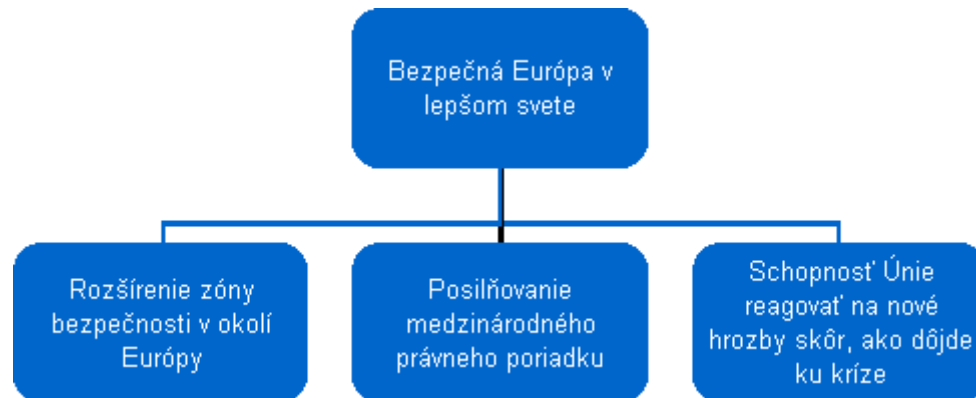 Bezpečná Európa v
lepšom svete
Rozšírenie zóny
bezpečnosti v okolí
Európy
Posilňovanie
medzinárodného
právneho poriadku
Schopnosť Únie
reagovať na nové
hrozby skôr, ako dôjde
ku kríze